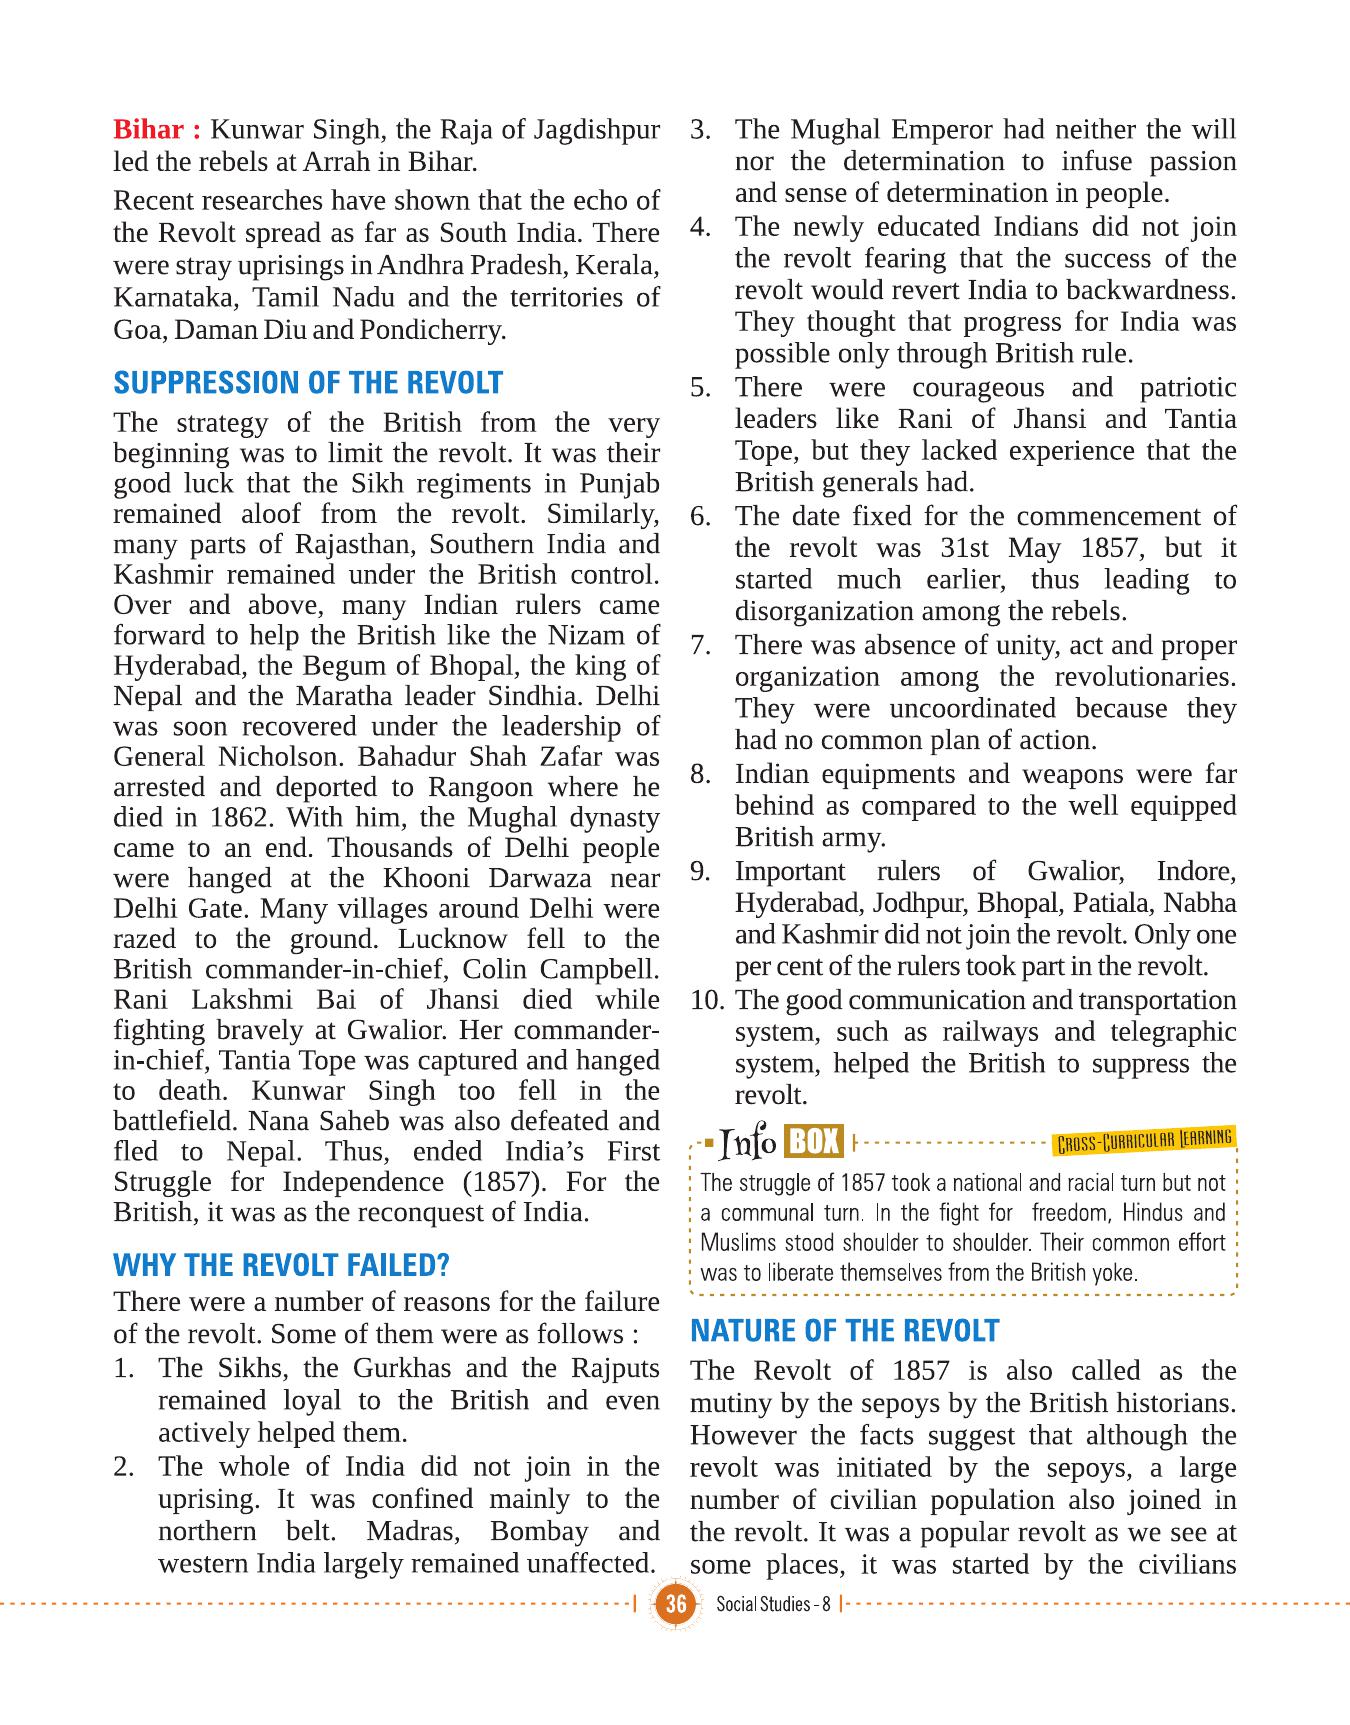 Bihar : Kunwar Singh, the Raja of Jagdishpur
led the rebels at Arrah in Bihar.
Recent researches have shown that the echo of
the Revolt spread as far as South India. There
were stray uprisings in Andhra Pradesh, Kerala,
Karnataka, Tamil Nadu and the territories of
Goa, Daman Diu and Pondicherry.
SUPPRESSION OF THE REVOLT
The strategy of the British from the very
beginning was to limit the revolt. It was their
good luck that the Sikh regiments in Punjab
remained aloof from the revolt. Similarly,
many parts of Rajasthan, Southern India and
Kashmir remained under the British control.
Over and above, many Indian rulers came
forward to help the British like the Nizam of
Hyderabad, the Begum of Bhopal, the king of
Nepal and the Maratha leader Sindhia. Delhi
was soon recovered under the leadership of
General Nicholson. Bahadur Shah Zafar was
arrested and deported to Rangoon where he
died in 1862. With him, the Mughal dynasty
came to an end. Thousands of Delhi people
were hanged at the Khooni Darwaza near
Delhi Gate. Many villages around Delhi were
razed to the ground. Lucknow fell to the
British commander-in-chief, Colin Campbell.
Rani Lakshmi Bai of Jhansi died while
fighting bravely at Gwalior. Her commander-
in-chief, Tantia Tope was captured and hanged
to death. Kunwar Singh too fell in the
battlefield. Nana Saheb was also defeated and
fled to Nepal. Thus, ended India’s First
Struggle for Independence (1857). For the
British, it was as the reconquest of India.
WHY THE REVOLT FAILED?
There were a number of reasons for the failure
of the revolt. Some of them were as follows :
1. The Sikhs, the Gurkhas and the Rajputs
remained loyal to the British and even
actively helped them.
2. The whole of India did not join in the
uprising. It was confined mainly to the
northern belt. Madras, Bombay and
western India largely remained unaffected.
3. The Mughal Emperor had neither the will
nor the determination to infuse passion
and sense of determination in people.
4. The newly educated Indians did not join
the revolt fearing that the success of the
revolt would revert India to backwardness.
They thought that progress for India was
possible only through British rule.
5. There were courageous and patriotic
leaders like Rani of Jhansi and Tantia
Tope, but they lacked experience that the
British generals had.
6. The date fixed for the commencement of
the revolt was 31st May 1857, but it
started much earlier, thus leading to
disorganization among the rebels.
7. There was absence of unity, act and proper
organization among the revolutionaries.
They were uncoordinated because they
had no common plan of action.
8. Indian equipments and weapons were far
behind as compared to the well equipped
British army.
9. Important rulers of Gwalior, Indore,
Hyderabad, Jodhpur, Bhopal, Patiala, Nabha
and Kashmir did not join the revolt. Only one
per cent of the rulers took part in the revolt.
10. The good communication and transportation
system, such as railways and telegraphic
system, helped the British to suppress the
revolt.
Info BOX CROSS-CURRICULAR LEARNING
The struggle of 1857 took a national and racial turn but not
a communal turn. In the fight for freedom, Hindus and
Muslims stood shoulder to shoulder. Their common effort
was to liberate themselves from the British yoke.
NATURE OF THE REVOLT
The Revolt of 1857 is also called as the
mutiny by the sepoys by the British historians.
However the facts suggest that although the
revolt was initiated by the sepoys, a large
number of civilian population also joined in
the revolt. It was a popular revolt as we see at
some places, it was started by the civilians
36 Social Studies - 8